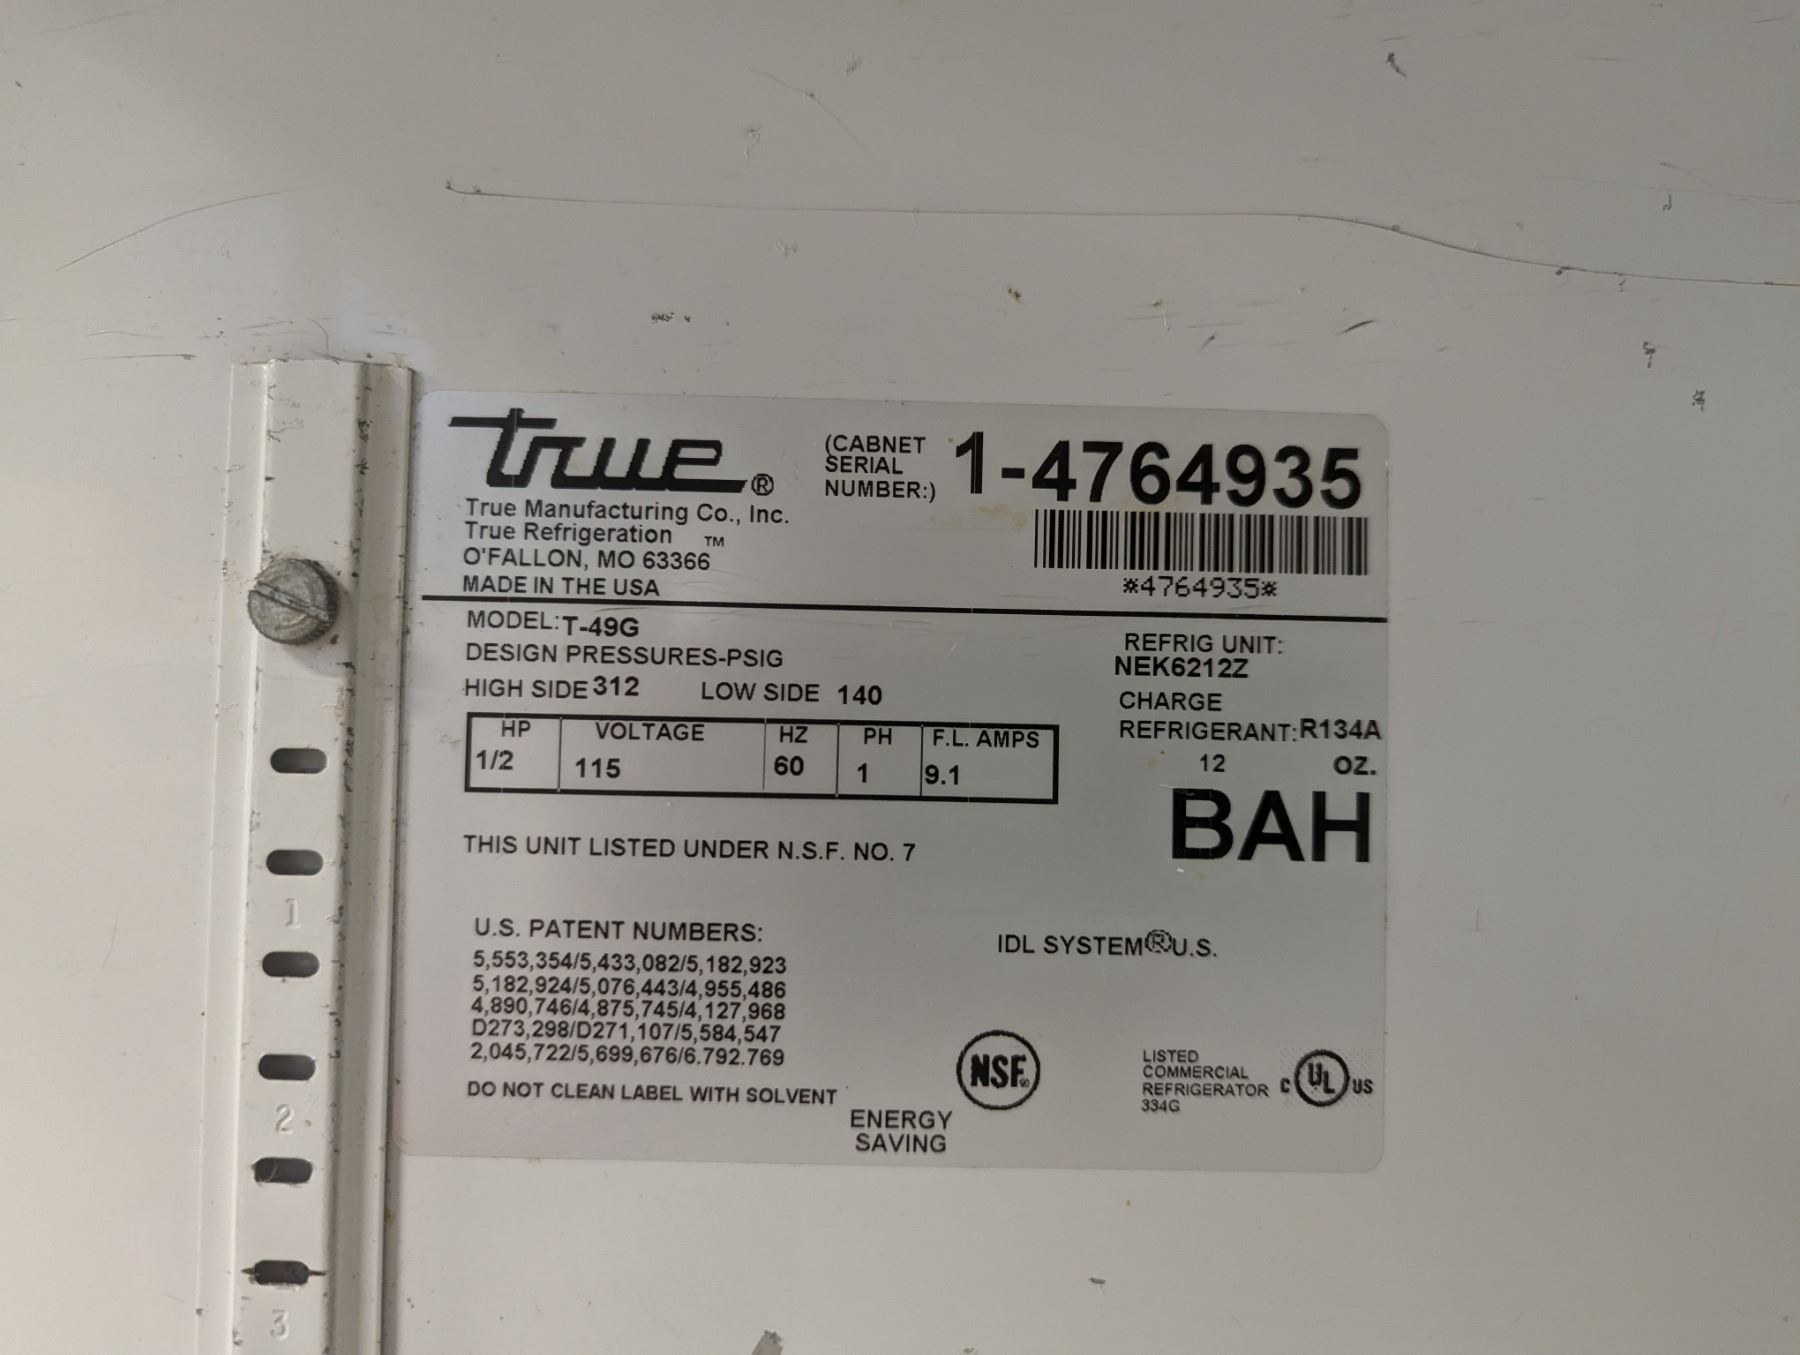 true®
True Manufacturing Co., Inc.
True Refrigeration ™
O'FALLON, MO 63366
MADE IN THE USA
(CABNET
SERIAL
NUMBER:)
1-4764935
*4764935*
MODEL:T-49G
DESIGN PRESSURES-PSIG
HIGH SIDE 312 LOW SIDE 140
REFRIG UNIT:
NEK6212Z
CHARGE
REFRIGERANT:R134A
12 OZ.
BAH
HP VOLTAGE HZ PH F.L. AMPS
1/2 115 60 1 9.1
THIS UNIT LISTED UNDER N.S.F. NO. 7
U.S. PATENT NUMBERS:
5,553,354/5,433,082/5,182,923
5,182,924/5,076,443/4,955,486
4,890,746/4,875,745/4,127,968
D273,298/D271,107/5,584,547
2,045,722/5,699,676/6.792.769
DO NOT CLEAN LABEL WITH SOLVENT
IDL SYSTEM®U.S.
ENERGY
SAVING
NSF®
LISTED
COMMERCIAL
REFRIGERATOR
334G
C UL US
1
2
3